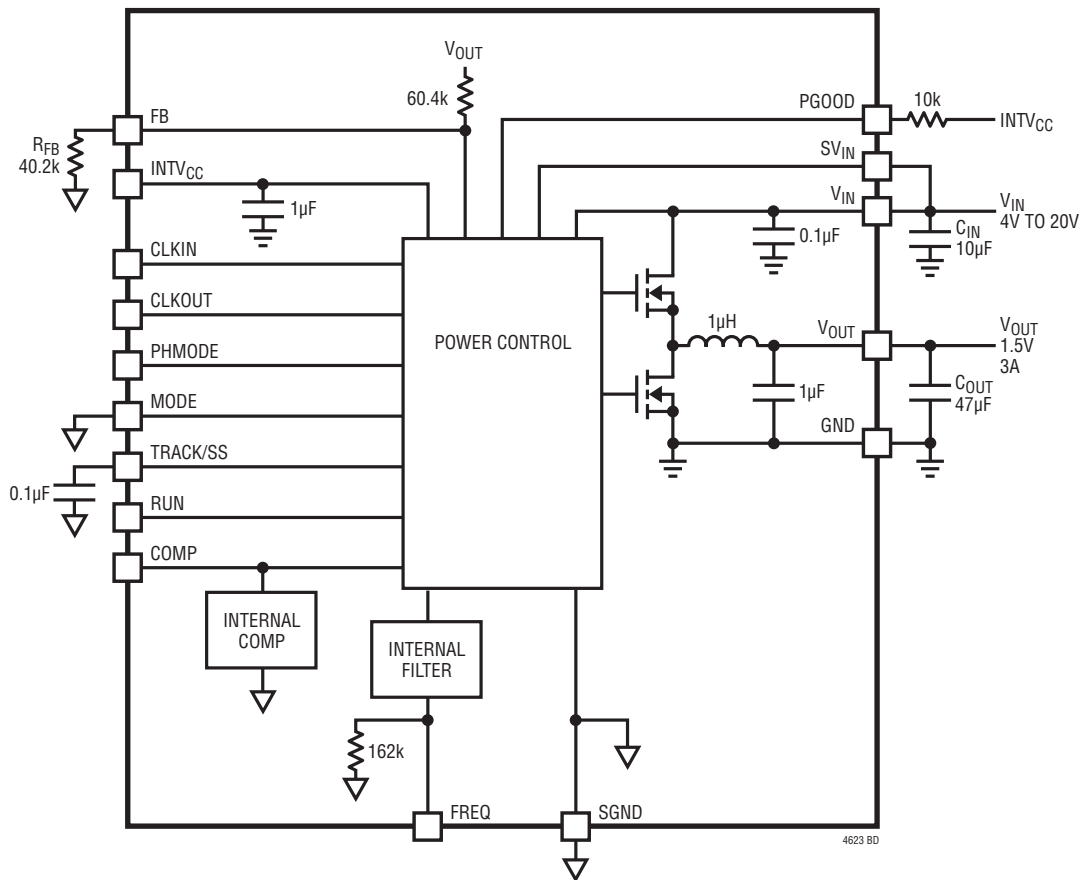 VOUT
60.4k
FB
RFB
40.2k
INTVCC
1µF
CLKIN
CLKOUT
PHMODE
MODE
TRACK/SS
0.1µF
RUN
COMP
INTERNAL
COMP
INTERNAL
FILTER
162k
FREQ
SGND
POWER CONTROL
PGOOD
10k
INTVCC
SVIN
VIN
0.1µF
VIN
4V TO 20V
CIN
10µF
1µH
VOUT
1µF
VOUT
1.5V
3A
COUT
47µF
GND
4623 BD